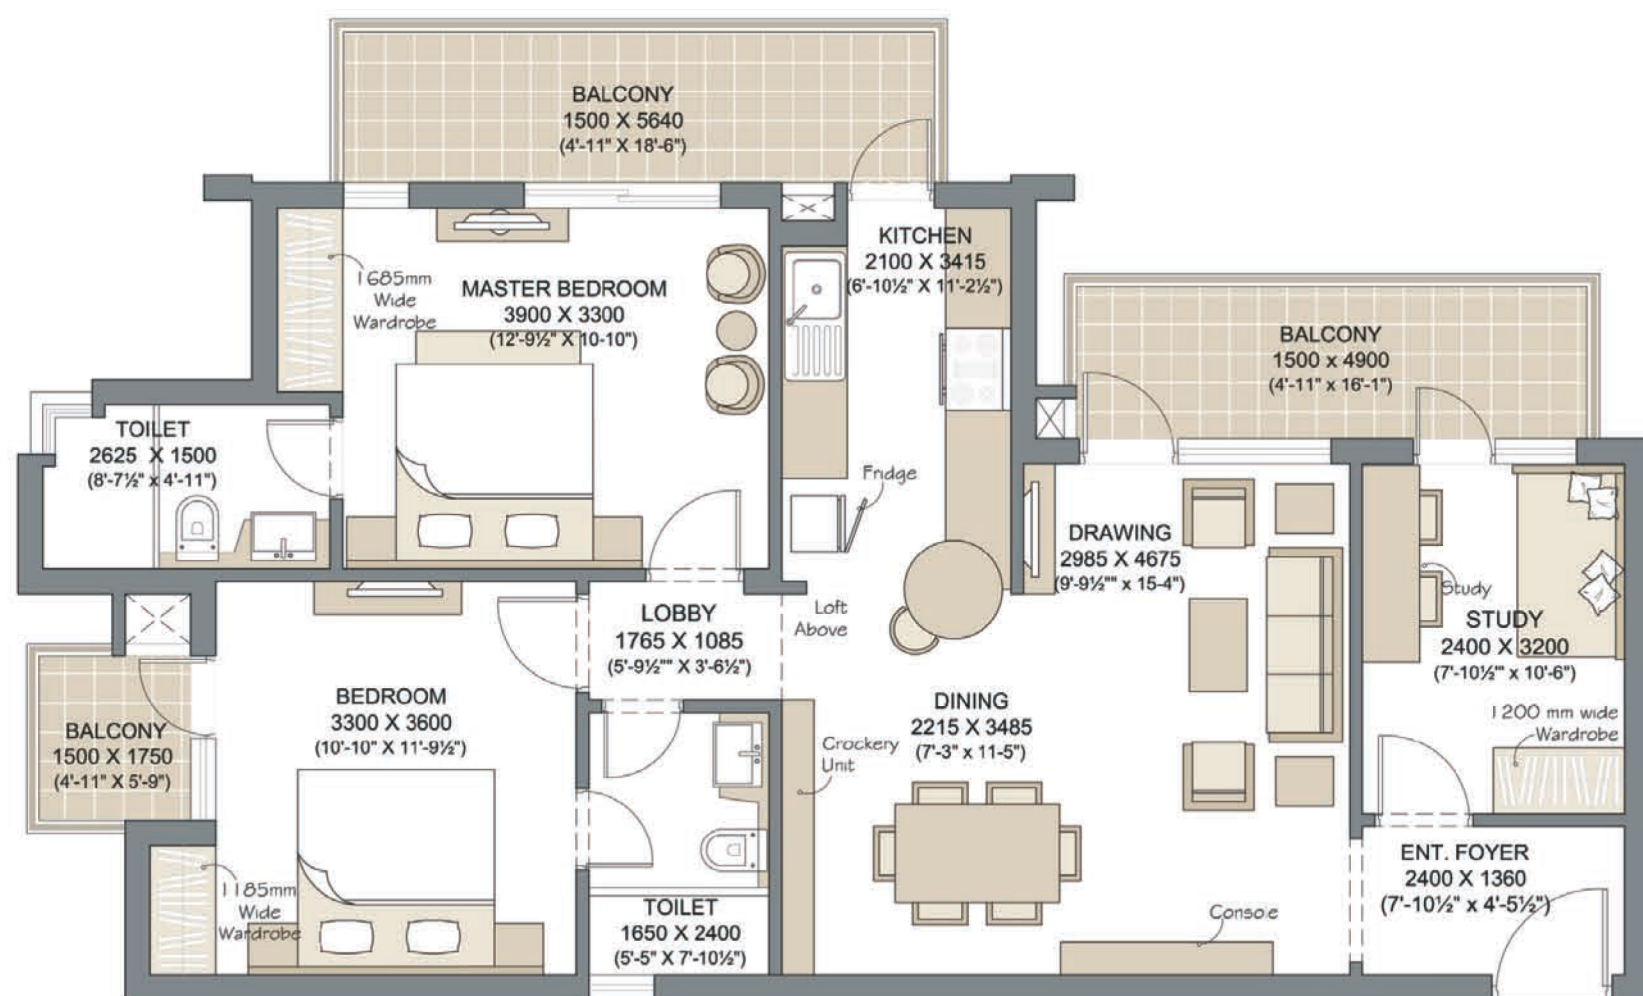 BALCONY
1500 X 5640
(4'-11" X 18'-6")
KITCHEN
2100 X 3415
(6'-10½" X 11'-2½")
1685mm
Wide
Wardrobe
MASTER BEDROOM
3900 X 3300
(12'-9½" X 10-10")
BALCONY
1500 x 4900
(4'-11" x 16'-1")
TOILET
2625 X 1500
(8'-7½" x 4'-11")
Fridge
DRAWING
2985 X 4675
(9'-9½"" x 15-4")
Study
STUDY
2400 X 3200
(7'-10½" x 10'-6")
LOBBY
1765 X 1085
(5'-9½"" X 3'-6½")
Loft
Above
BEDROOM
3300 X 3600
(10'-10" X 11'-9½")
BALCONY
1500 X 1750
(4'-11" X 5'-9")
DINING
2215 X 3485
(7'-3" x 11-5")
Crockery
Unit
1200 mm wide
Wardrobe
1185mm
Wide
Wardrobe
TOILET
1650 X 2400
(5'-5" X 7'-10½")
Console
ENT. FOYER
2400 X 1360
(7'-10½" x 4'-5½")